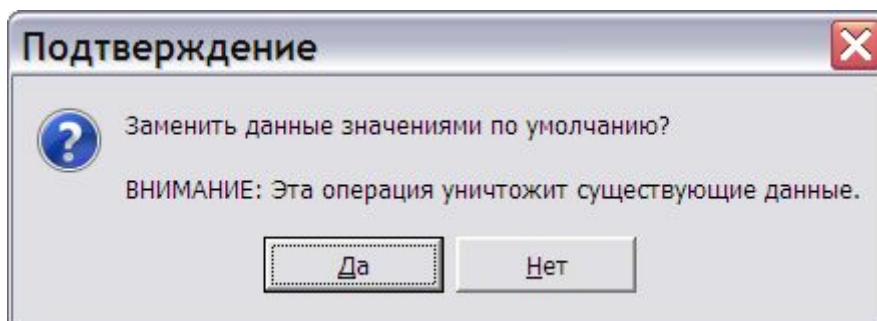 Подтверждение
Заменить данные значениями по умолчанию?
ВНИМАНИЕ: Эта операция уничтожит существующие данные.
Да Нет